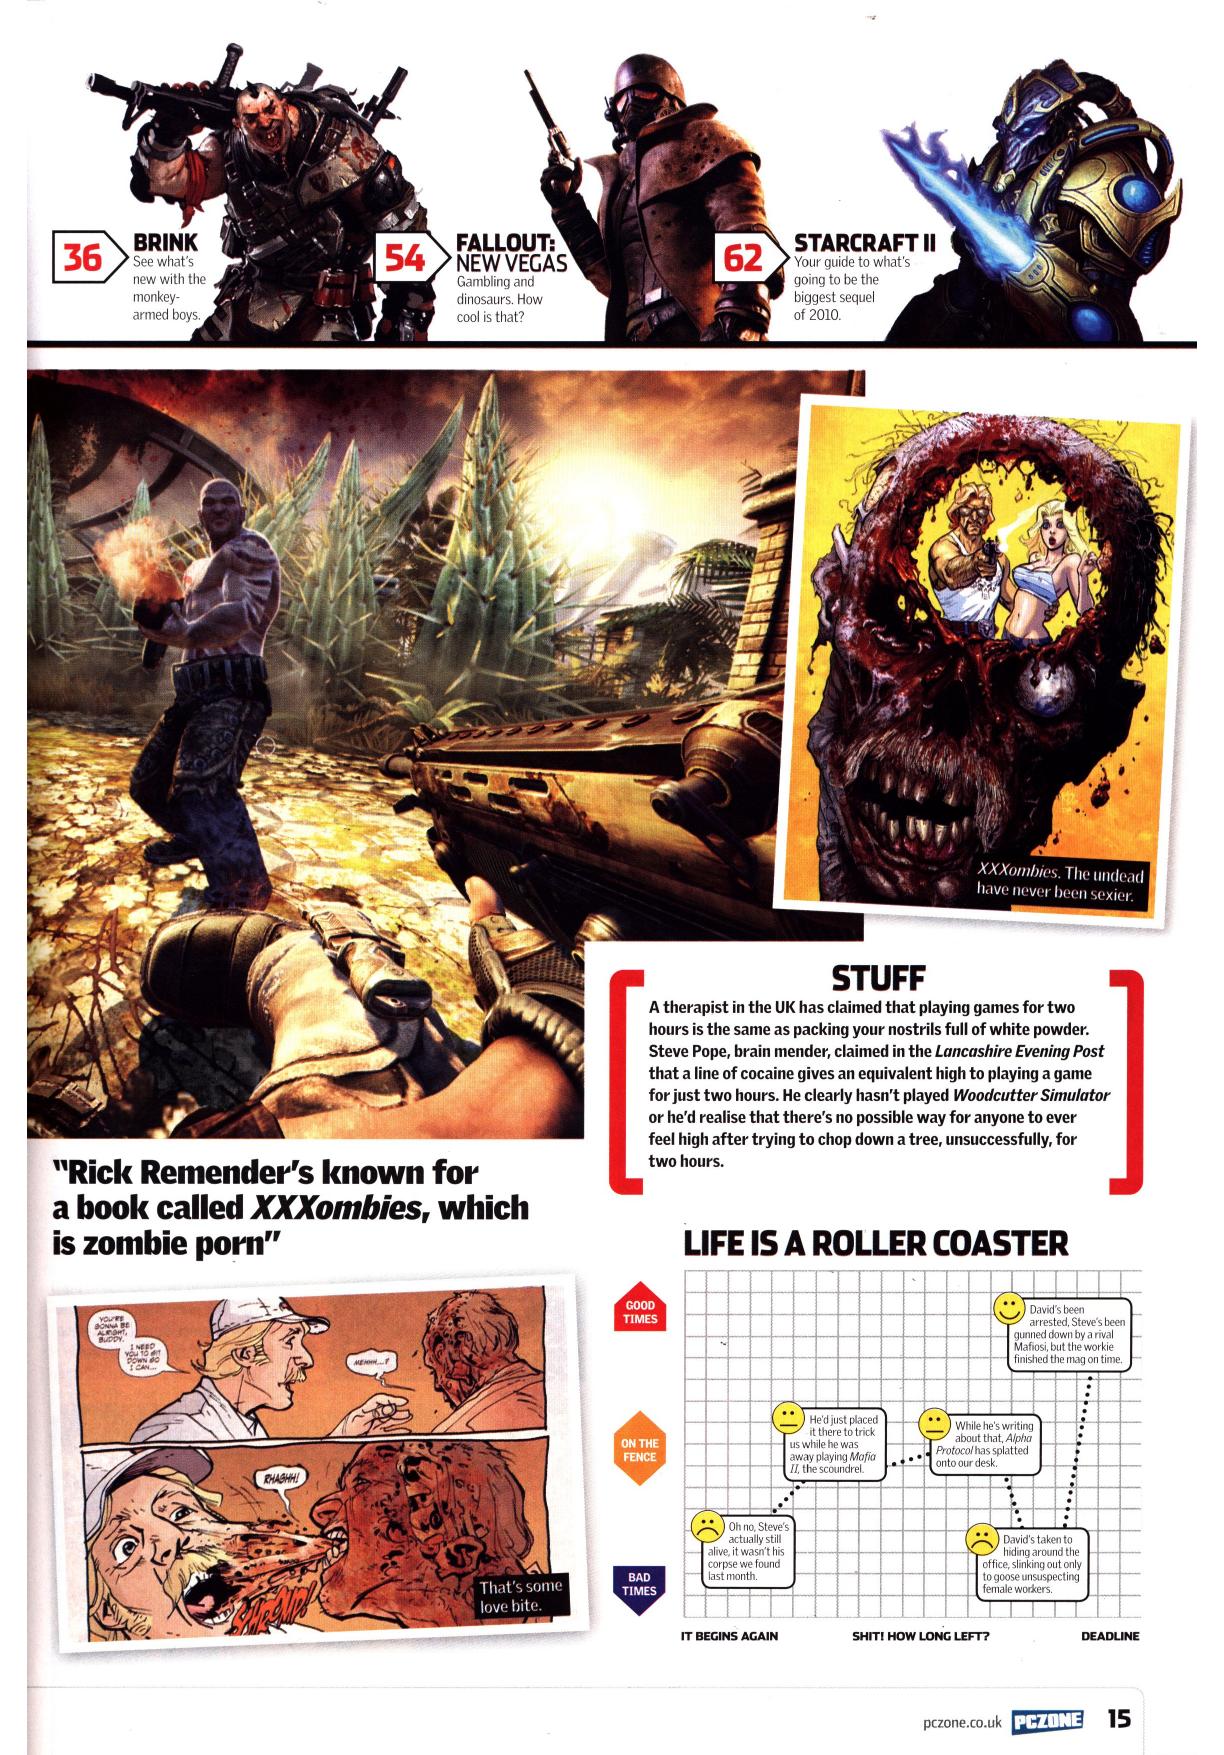 36
BRINK
See what's
new with the
monkey-
armed boys.
54
FALLOUT:
NEW VEGAS
Gambling and
dinosaurs. How
cool is that?
62
STARCRAFT II
Your guide to what's
going to be the
biggest sequel
of 2010.
XXXombies. The undead
have never been sexier.
STUFF
A therapist in the UK has claimed that playing games for two
hours is the same as packing your nostrils full of white powder.
Steve Pope, brain mender, claimed in the Lancashire Evening Post
that a line of cocaine gives an equivalent high to playing a game
for just two hours. He clearly hasn't played Woodcutter Simulator
or he'd realise that there's no possible way for anyone to ever
feel high after trying to chop down a tree, unsuccessfully, for
two hours.
"Rick Remender's known for
a book called XXXombies, which
is zombie porn"
YOU'RE
GONNA BE
ALRIGHT,
BUDDY.
I NEED
YOU TO SIT
DOWN SO
I CAN...
MEHHH...?
RHAGHH!
That's some
love bite.
LIFE IS A ROLLER COASTER
GOOD
TIMES
ON THE
FENCE
BAD
TIMES
Oh no, Steve's
actually still
alive, it wasn't his
corpse we found
last month.
He'd just placed
it there to trick
us while he was
away playing Mafia
II, the scoundrel.
While he's writing
about that, Alpha
Protocol has splatted
onto our desk.
David's taken to
hiding around the
office, slinking out only
to goose unsuspecting
female workers.
David's been
arrested, Steve's been
gunned down by a rival
Mafiosi, but the workie
finished the mag on time.
IT BEGINS AGAIN
SHIT! HOW LONG LEFT?
DEADLINE
pczone.co.uk PCZONE 15